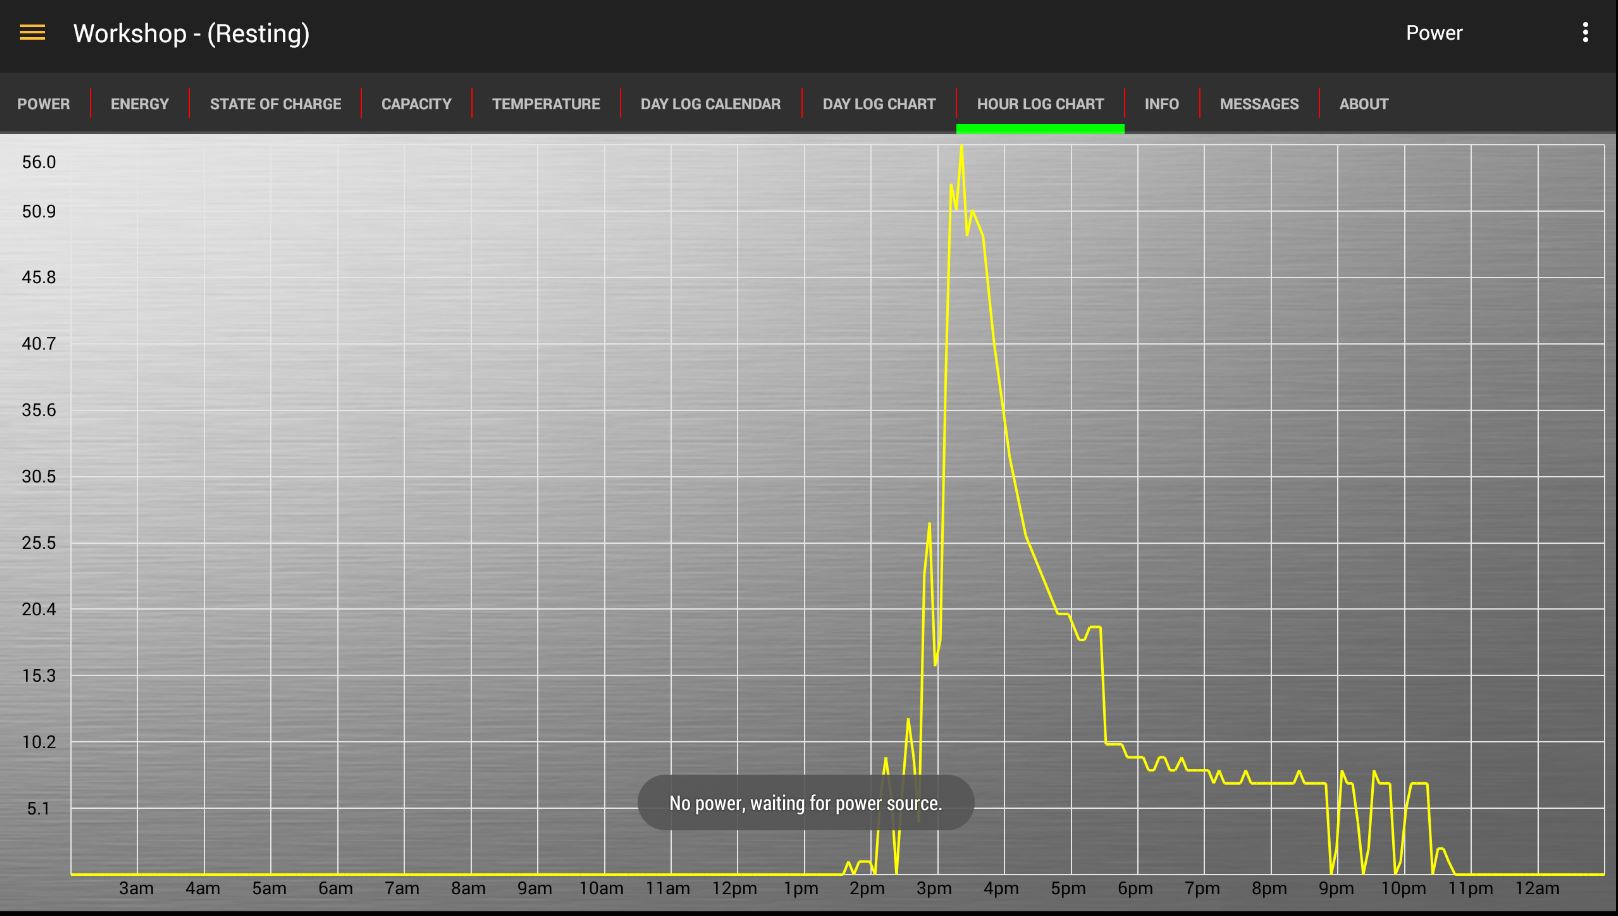 Workshop - (Resting)
Power
POWER
ENERGY
STATE OF CHARGE
CAPACITY
TEMPERATURE
DAY LOG CALENDAR
DAY LOG CHART
HOUR LOG CHART
INFO
MESSAGES
ABOUT
56.0
50.9
45.8
40.7
35.6
30.5
25.5
20.4
15.3
10.2
5.1
No power, waiting for power source.
3am 4am 5am 6am 7am 8am 9am 10am 11am 12pm 1pm 2pm 3pm 4pm 5pm 6pm 7pm 8pm 9pm 10pm 11pm 12am